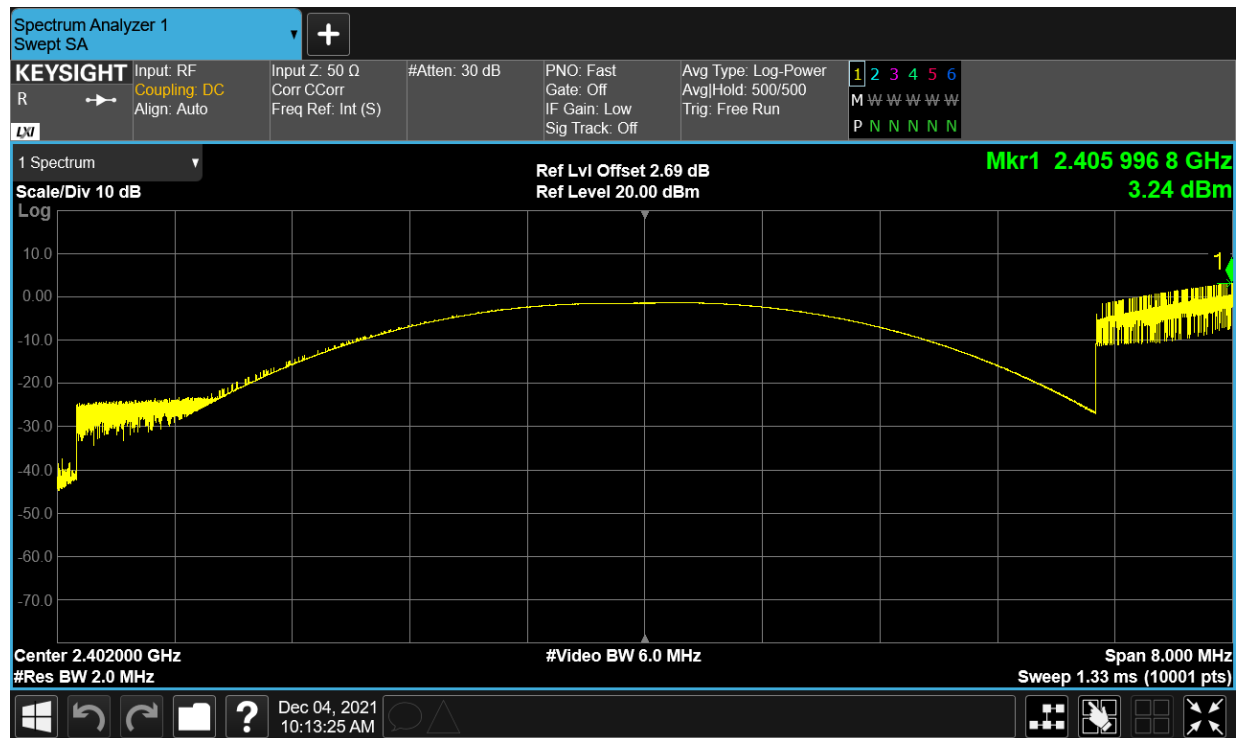 Spectrum Analyzer 1
Swept SA
KEYSIGHT
R
LXI
Input: RF
Coupling: DC
Align: Auto
Input Z: 50 Ω
Corr CCorr
Freq Ref: Int (S)
#Atten: 30 dB
PNO: Fast
Gate: Off
IF Gain: Low
Sig Track: Off
Avg Type: Log-Power
Avg|Hold: 500/500
Trig: Free Run
1 2 3 4 5 6
M W W W W W
P N N N N N
1 Spectrum
Scale/Div 10 dB
Log
Ref Lvl Offset 2.69 dB
Ref Level 20.00 dBm
Mkr1 2.405 996 8 GHz
3.24 dBm
1
10.0
0.00
-10.0
-20.0
-30.0
-40.0
-50.0
-60.0
-70.0
Center 2.402000 GHz
#Res BW 2.0 MHz
#Video BW 6.0 MHz
Span 8.000 MHz
Sweep 1.33 ms (10001 pts)
?
Dec 04, 2021
10:13:25 AM